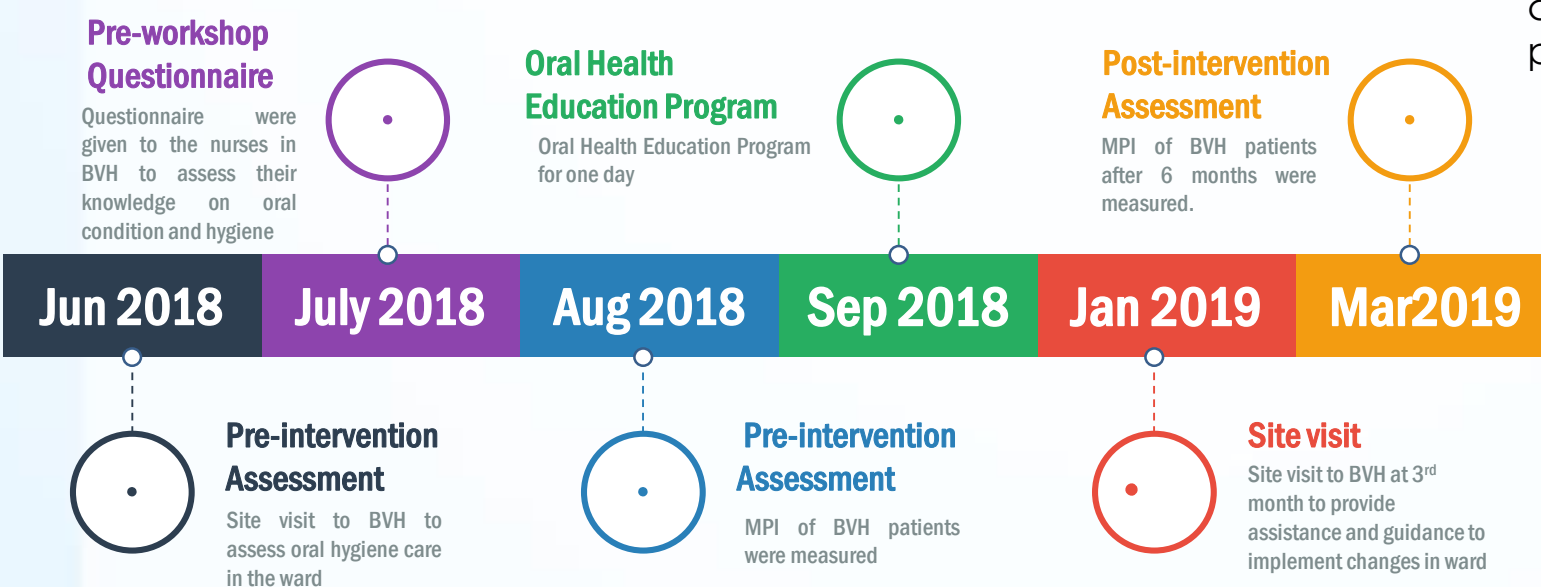 Pre-workshop
Questionnaire
Questionnaire were
given to the nurses in
BVH to assess their
knowledge on oral
condition and hygiene
Oral Health
Education Program
Oral Health Education Program
for one day
Post-intervention
Assessment
MPI of BVH patients
after 6 months were
measured.
Jun 2018
July 2018
Aug 2018
Sep 2018
Jan 2019
Mar2019
Pre-intervention
Assessment
Site visit to BVH to
assess oral hygiene care
in the ward
Pre-intervention
Assessment
MPI of BVH patients
were measured
Site visit
Site visit to BVH at 3rd
month to provide
assistance and guidance to
implement changes in ward